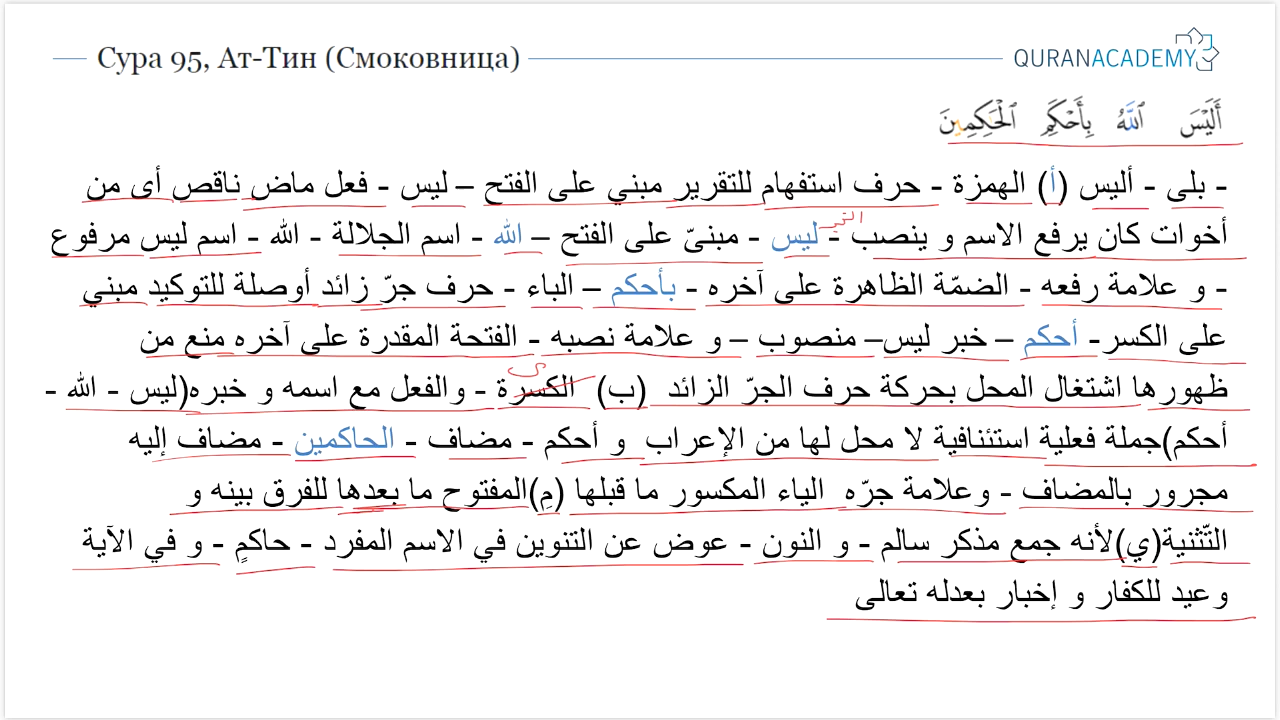 Сура 95, Ат-Тин (Смоковница)
QURANACADEMY
أَلَيْسَ ٱللَّهُ بِأَحْكَمِ ٱلْحَٰكِمِينَ
- بلى - أليس (أ) الهمزة - حرف استفهام للتقرير مبني على الفتح – ليس - فعل ماض ناقص أى من
أخوات كان يرفع الاسم و ينصب - ليس - مبنىّ على الفتح – الله - اسم الجلالة - الله - اسم ليس مرفوع
- و علامة رفعه - الضمّة الظاهرة على آخره - بأحكم – الباء - حرف جرّ زائد أوصلة للتوكيد مبني
على الكسر- أحكم – خبر ليس– منصوب – و علامة نصبه - الفتحة المقدرة على آخره منع من
ظهورها اشتغال المحل بحركة حرف الجرّ الزائد (ب) الكسرة - والفعل مع اسمه و خبره(ليس - الله -
أحكم)جملة فعلية استئنافية لا محل لها من الإعراب و أحكم - مضاف - الحاكمين - مضاف إليه
مجرور بالمضاف - وعلامة جرّه الياء المكسور ما قبلها (مِ)المفتوح ما بعدها للفرق بينه و
التّثنية(ي)لأنه جمع مذكر سالم - و النون - عوض عن التنوين في الاسم المفرد - حاكمٍ - و في الآية
وعيد للكفار و إخبار بعدله تعالى